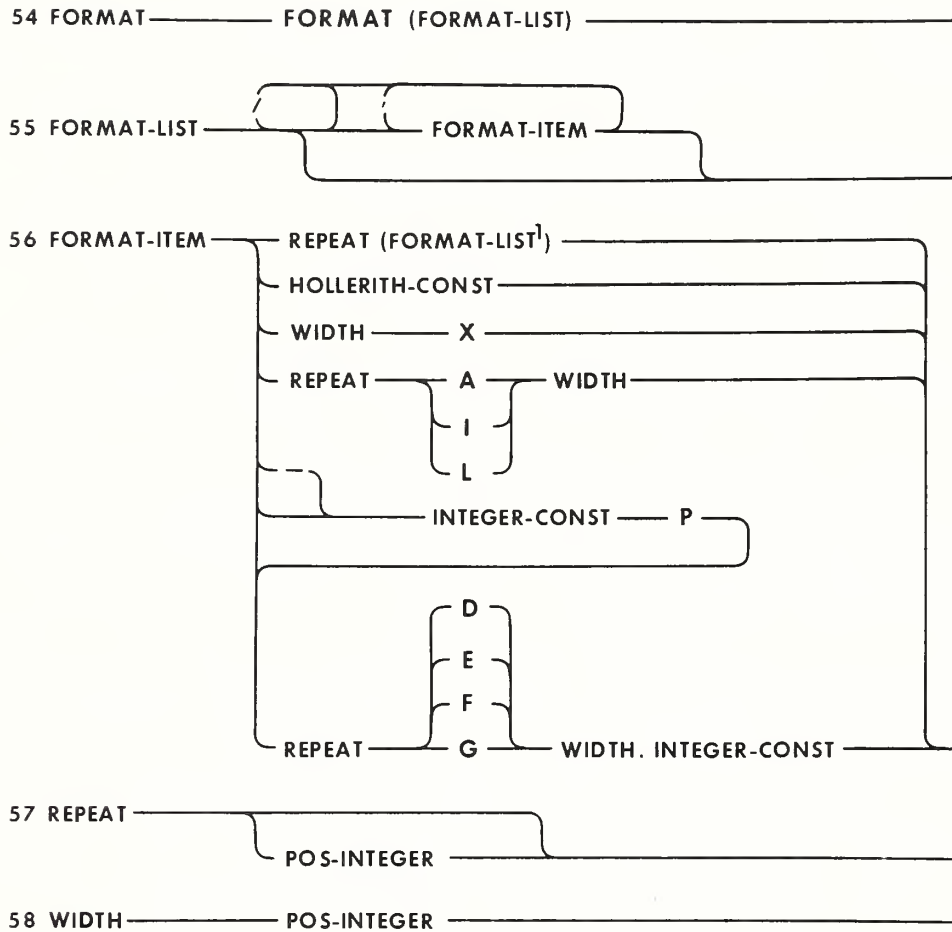 54 FORMAT FORMAT (FORMAT-LIST)
55 FORMAT-LIST FORMAT-ITEM
56 FORMAT-ITEM REPEAT (FORMAT-LIST1)
HOLLERITH-CONST
WIDTH X
REPEAT A WIDTH
I
L
INTEGER-CONST P
D
E
F
REPEAT G WIDTH. INTEGER-CONST
57 REPEAT
POS-INTEGER
58 WIDTH POS-INTEGER